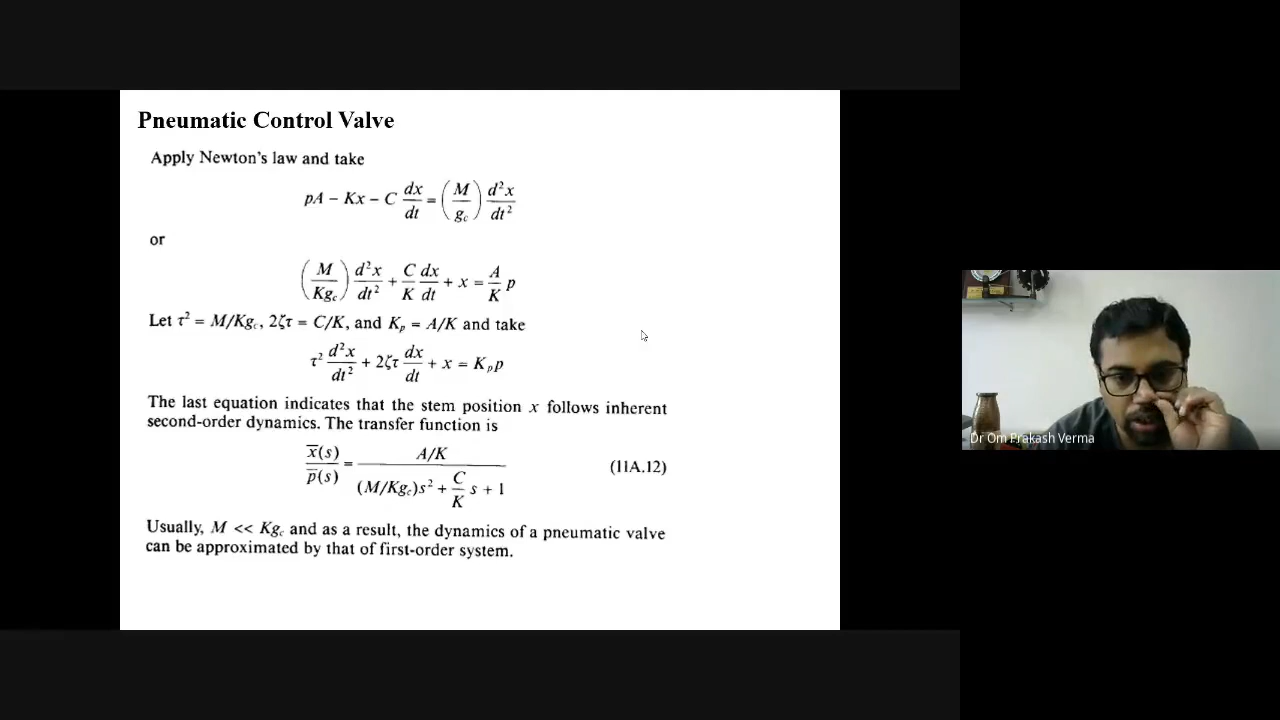 Pneumatic Control Valve
Apply Newton's law and take
pA − Kx − C dx/dt = (M/g_c) d²x/dt²
or
(M/Kg_c) d²x/dt² + C/K dx/dt + x = A/K p
Let τ² = M/Kg_c, 2ζτ = C/K, and K_p = A/K and take
τ² d²x/dt² + 2ζτ dx/dt + x = K_p p
The last equation indicates that the stem position x follows inherent
second-order dynamics. The transfer function is
x̅(s)/p̅(s) = A/K / ((M/Kg_c)s² + C/K s + 1) (11A.12)
Usually, M << Kg_c and as a result, the dynamics of a pneumatic valve
can be approximated by that of first-order system.
Dr Om Prakash Verma